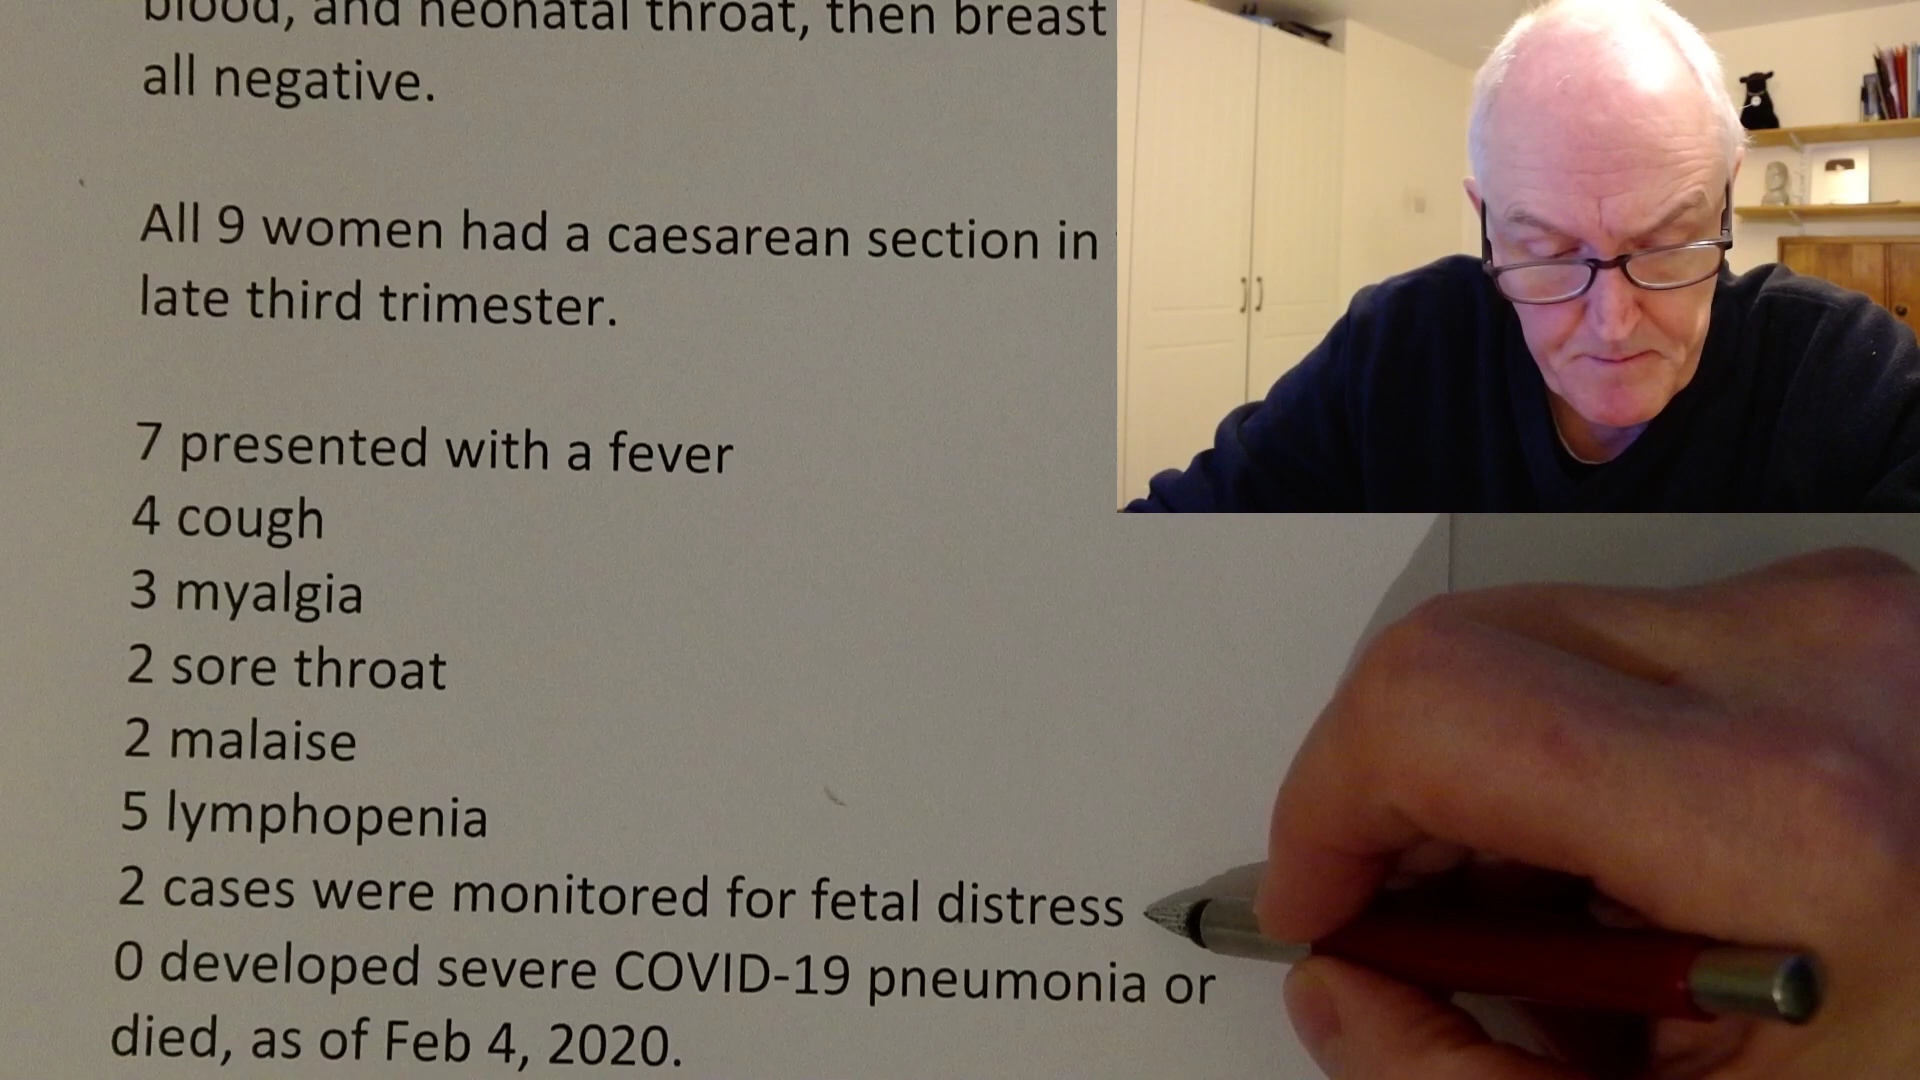 blood, and neonatal throat, then breast
all negative.
All 9 women had a caesarean section in
late third trimester.
7 presented with a fever
4 cough
3 myalgia
2 sore throat
2 malaise
5 lymphopenia
2 cases were monitored for fetal distress
0 developed severe COVID-19 pneumonia or
died, as of Feb 4, 2020.